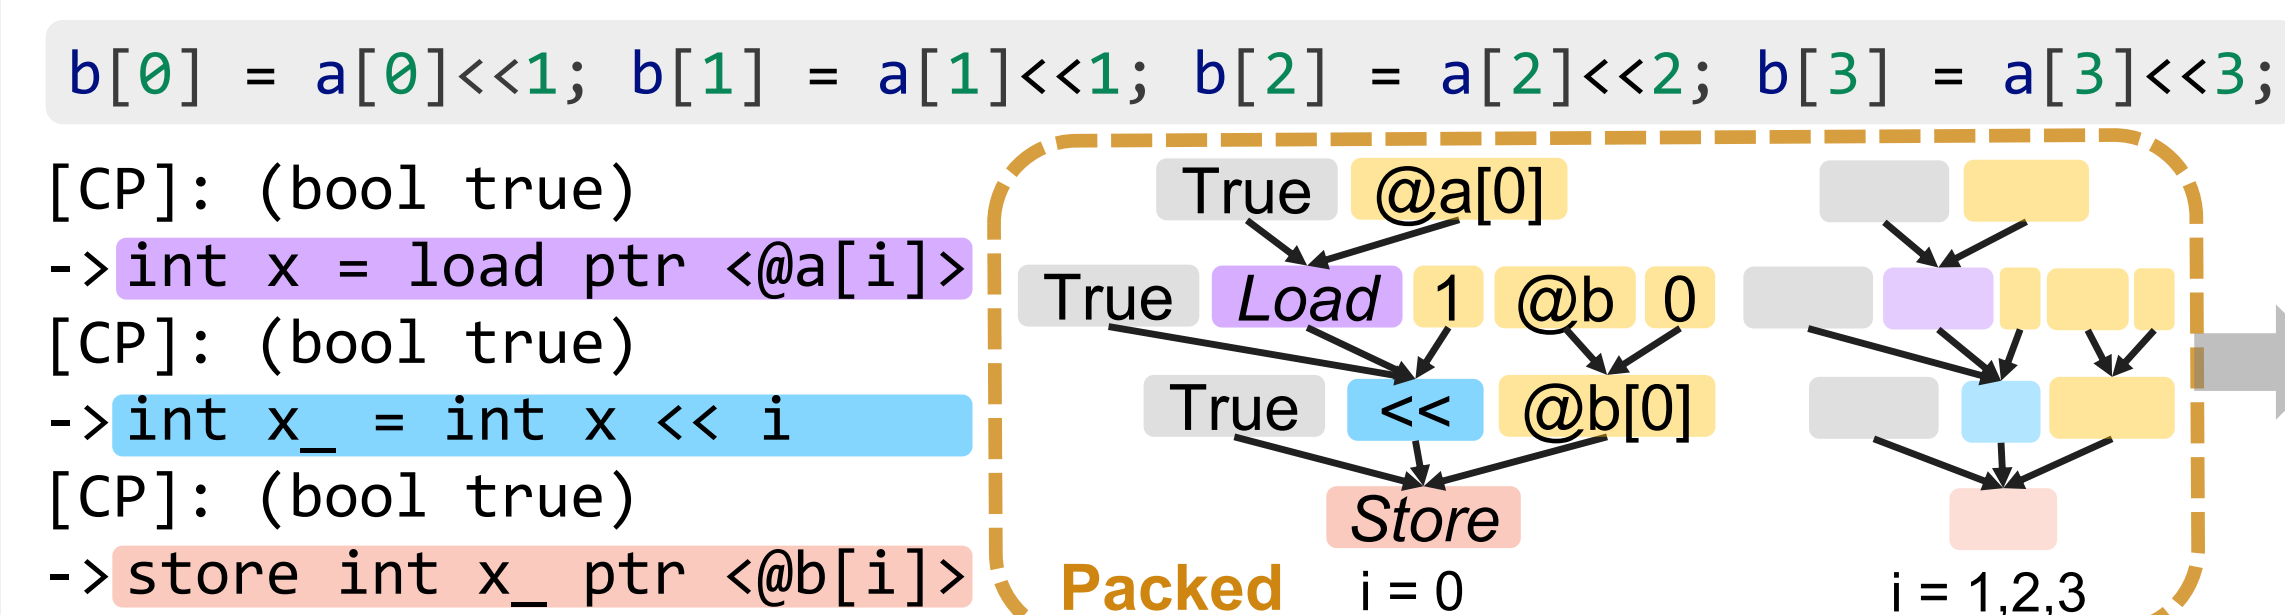 b[0] = a[0]<<1; b[1] = a[1]<<1; b[2] = a[2]<<2; b[3] = a[3]<<3;
[CP]: (bool true)
->int x = load ptr <@a[i]>
[CP]: (bool true)
->int x_ = int x << i
[CP]: (bool true)
->store int x_ ptr <@b[i]>
True @a[0]
True Load 1 @b 0
True << @b[0]
Store
Packed i = 0 i = 1,2,3